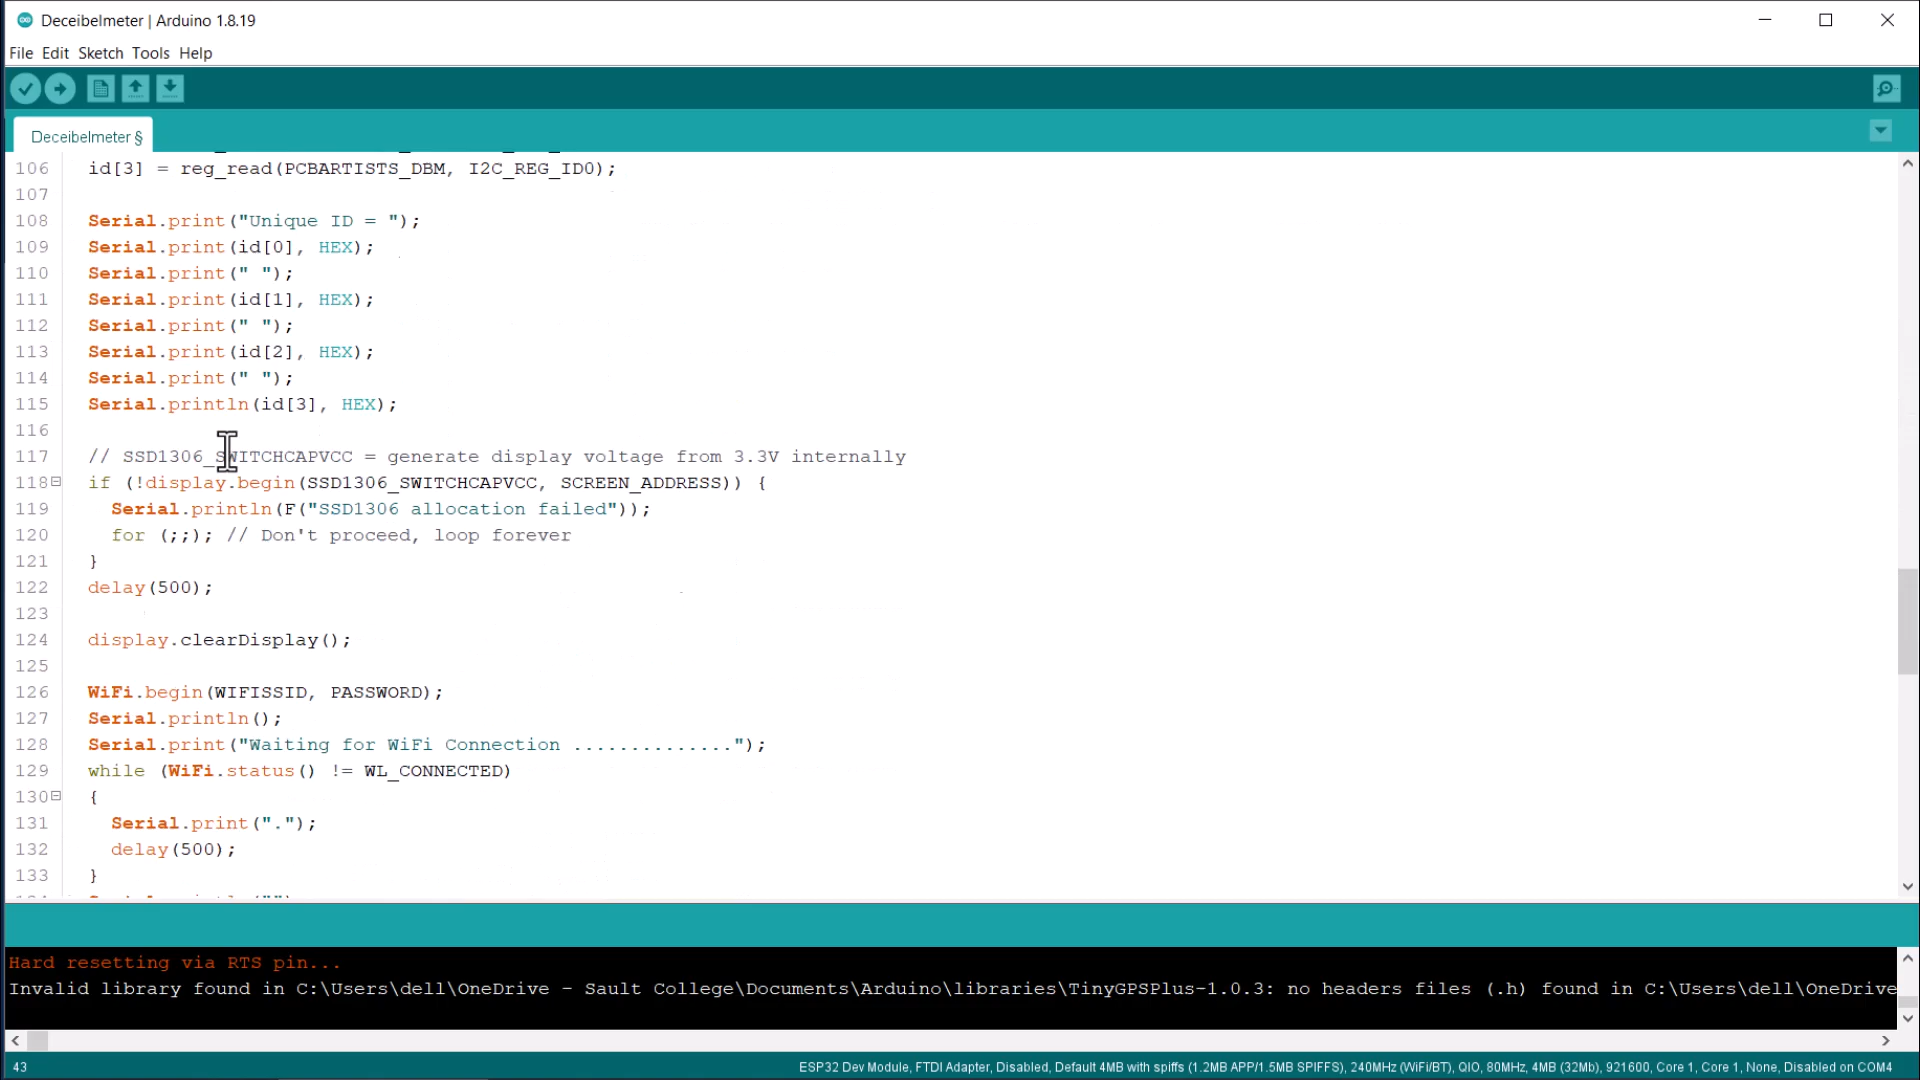 Deceibelmeter | Arduino 1.8.19
File Edit Sketch Tools Help
Deceibelmeter §
106 id[3] = reg_read(PCBARTISTS_DBM, I2C_REG_ID0);
107
108 Serial.print("Unique ID = ");
109 Serial.print(id[0], HEX);
110 Serial.print(" ");
111 Serial.print(id[1], HEX);
112 Serial.print(" ");
113 Serial.print(id[2], HEX);
114 Serial.print(" ");
115 Serial.println(id[3], HEX);
116
117 // SSD1306_SWITCHCAPVCC = generate display voltage from 3.3V internally
118 if (!display.begin(SSD1306_SWITCHCAPVCC, SCREEN_ADDRESS)) {
119 Serial.println(F("SSD1306 allocation failed"));
120 for (;;); // Don't proceed, loop forever
121 }
122 delay(500);
123
124 display.clearDisplay();
125
126 WiFi.begin(WIFISSID, PASSWORD);
127 Serial.println();
128 Serial.print("Waiting for WiFi Connection ..............");
129 while (WiFi.status() != WL_CONNECTED)
130 {
131 Serial.print(".");
132 delay(500);
133 }
Hard resetting via RTS pin...
Invalid library found in C:\Users\dell\OneDrive - Sault College\Documents\Arduino\libraries\TinyGPSPlus-1.0.3: no headers files (.h) found in C:\Users\dell\OneDrive
43 ESP32 Dev Module, FTDI Adapter, Disabled, Default 4MB with spiffs (1.2MB APP/1.5MB SPIFFS), 240MHz (WiFi/BT), QIO, 80MHz, 4MB (32Mb), 921600, Core 1, Core 1, None, Disabled on COM4